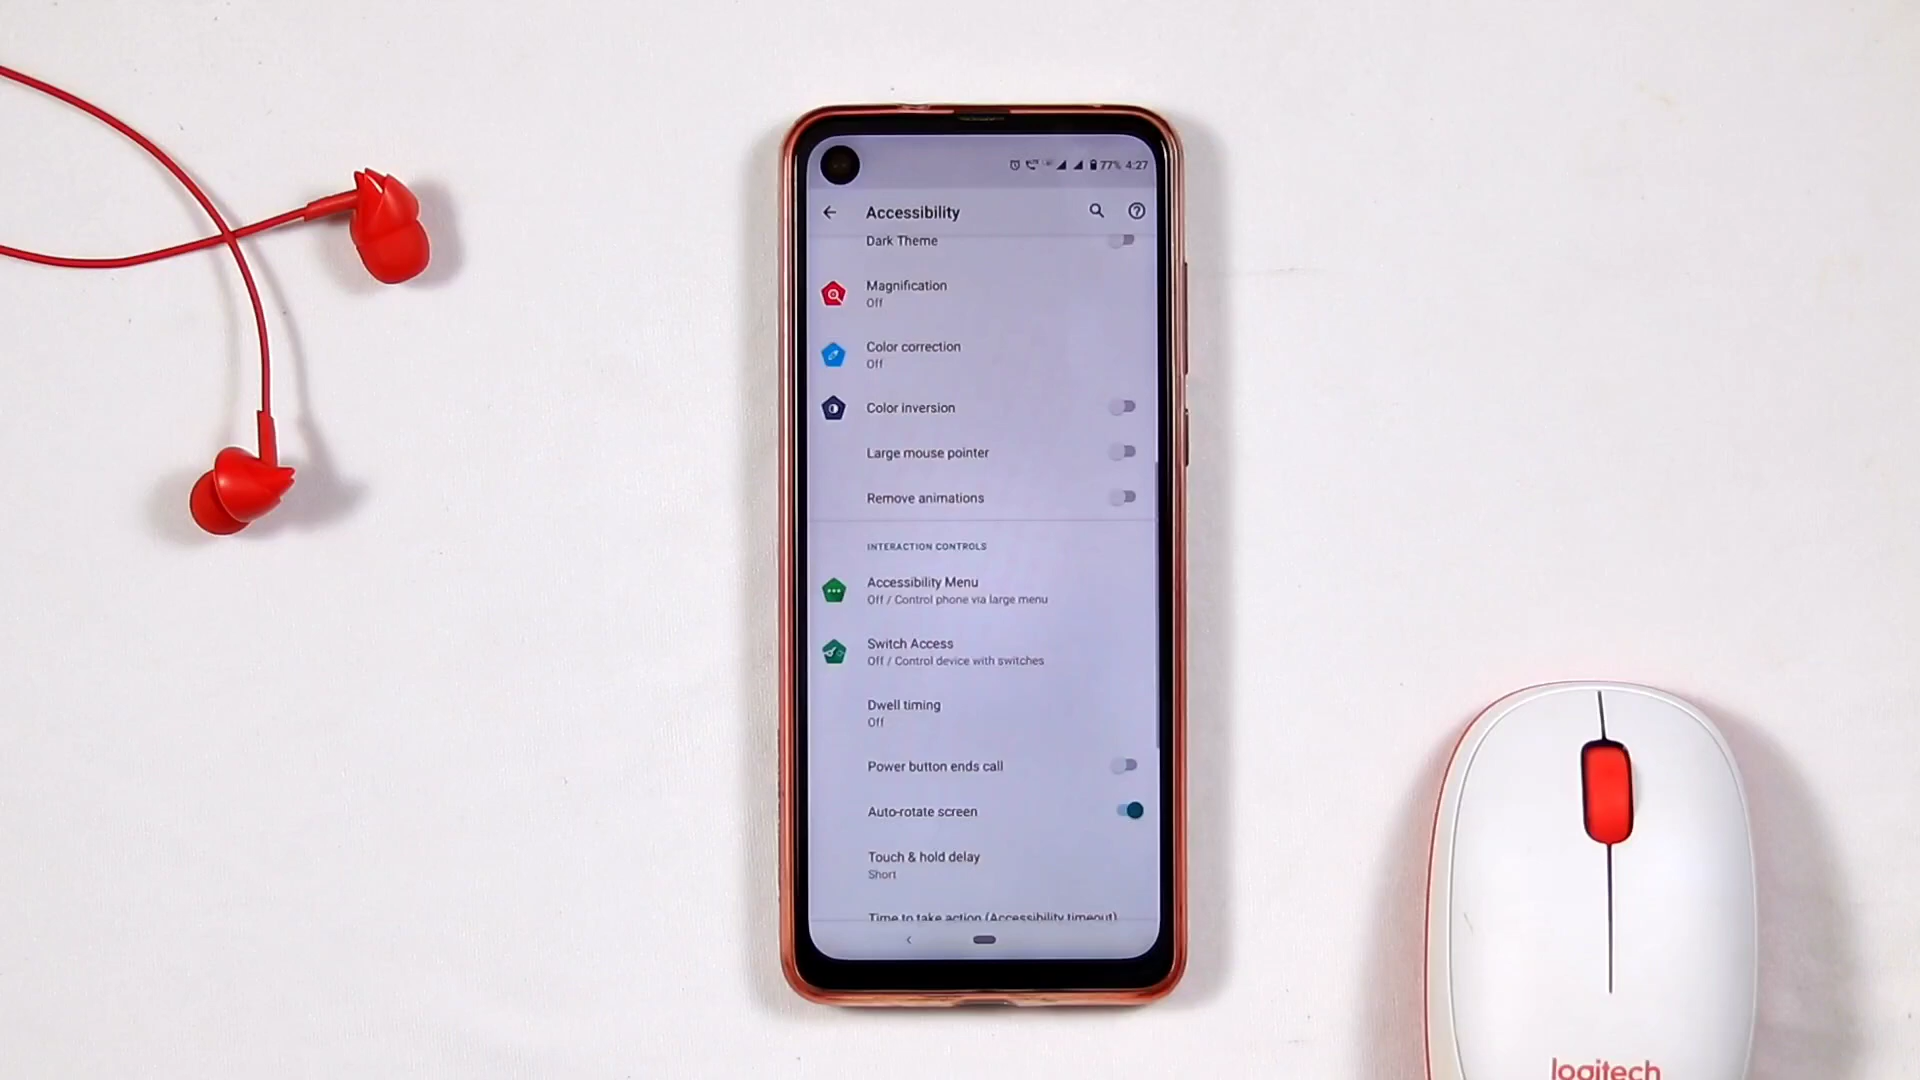 77% 4:27
Accessibility
Dark Theme
Magnification
Off
Color correction
Off
Color inversion
Large mouse pointer
Remove animations
INTERACTION CONTROLS
Accessibility Menu
Off / Control phone via large menu
Switch Access
Off / Control device with switches
Dwell timing
Off
Power button ends call
Auto-rotate screen
Touch & hold delay
Short
Time to take action (Accessibility timeout)
logitech